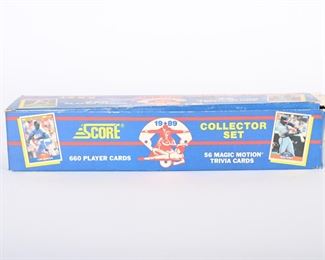 SCORE
660 PLAYER CARDS
19 89
COLLECTOR
SET
56 MAGIC MOTION
TRIVIA CARDS